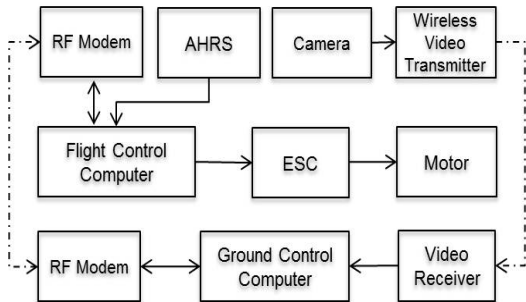 RF Modem
AHRS
Camera
Wireless
Video
Transmitter
Flight Control
Computer
ESC
Motor
RF Modem
Ground Control
Computer
Video
Receiver